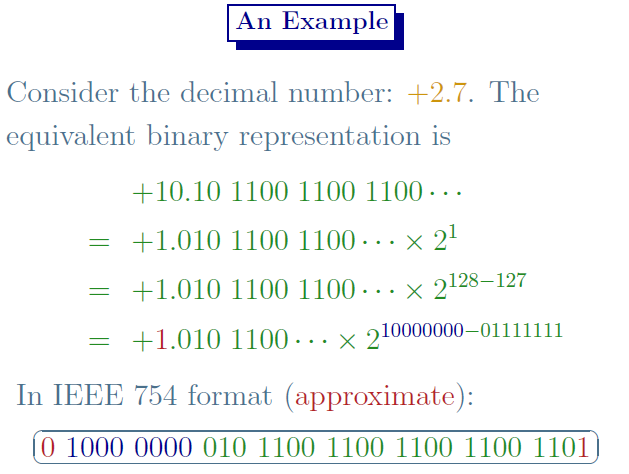 An Example
Consider the decimal number: +2.7. The
equivalent binary representation is
+10.10 1100 1100 1100 ⋯
= +1.010 1100 1100 ⋯ × 2^1
= +1.010 1100 1100 ⋯ × 2^{128−127}
= +1.010 1100 ⋯ × 2^{10000000−01111111}
In IEEE 754 format (approximate):
0 1000 0000 010 1100 1100 1100 1100 1101